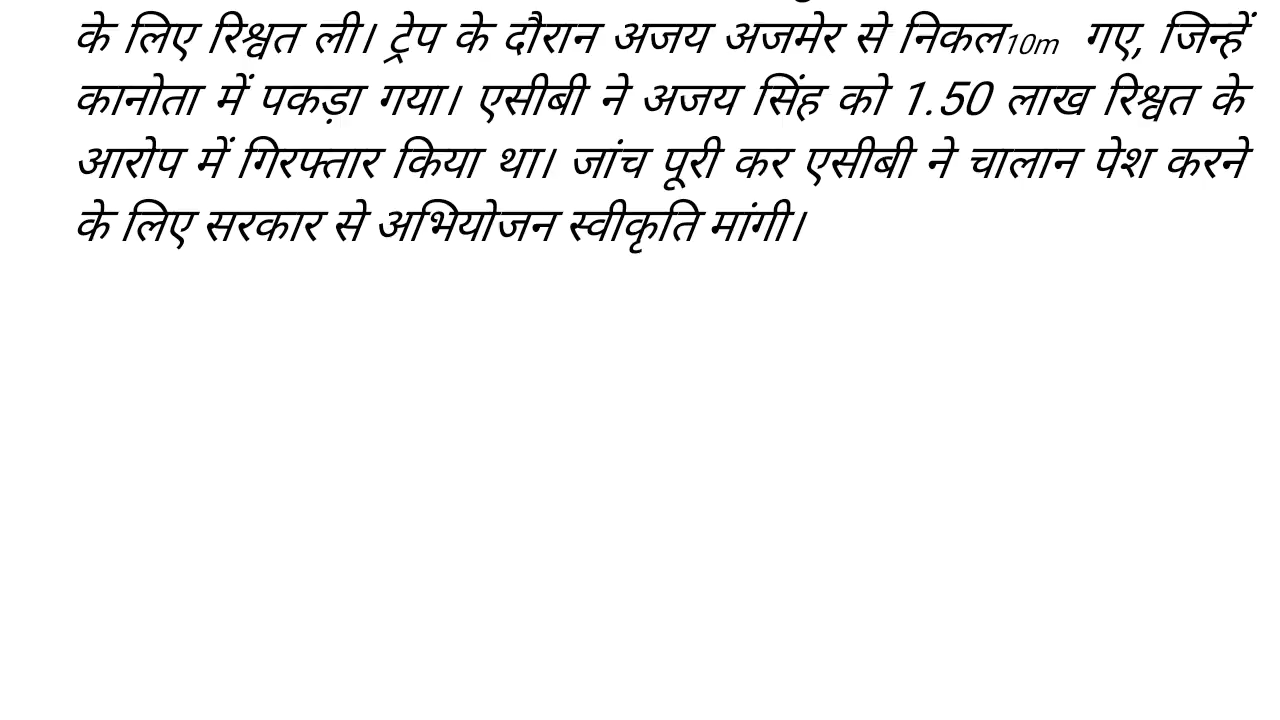 के लिए रिश्वत ली। ट्रेप के दौरान अजय अजमेर से निकल10m गए, जिन्हें
कानोता में पकड़ा गया। एसीबी ने अजय सिंह को 1.50 लाख रिश्वत के
आरोप में गिरफ्तार किया था। जांच पूरी कर एसीबी ने चालान पेश करने
के लिए सरकार से अभियोजन स्वीकृति मांगी।